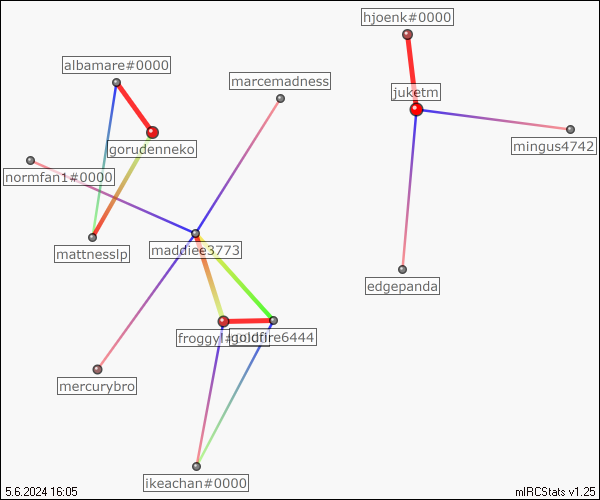 hjoenk#0000
albamare#0000
marcemadness
juketm
gorudenneko
mingus4742
normfan1#0000
mattnesslp
maddiee3773
edgepanda
goldfire6444
mercurybro
ikeachan#0000
5.6.2024 16:05
mIRCStats v1.25